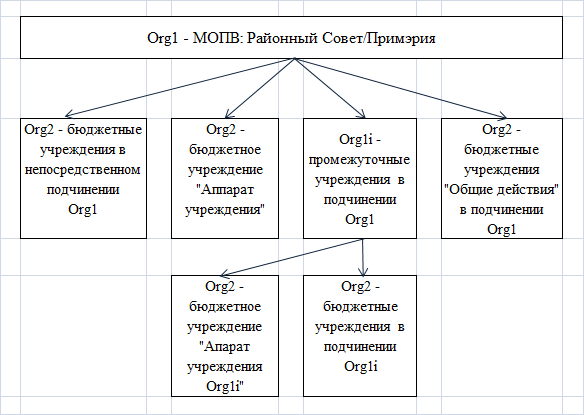 Org1 - МОПВ: Районный Совет/Примэрия
Org2 - бюджетные
учреждения в
непосредственном
подчинении
Org1
Org2 -
бюджетное
учреждение
"Аппарат
учреждения"
Org1i -
промежуточные
учреждения в
подчинении
Org1
Org2 -
бюджетные
учреждения
"Общие действия"
в подчинении
Org1
Org2 -
бюджетное
учреждение
"Апарат
учреждения
Org1i"
Org2 -
бюджетные
учреждения в
подчинении
Org1i